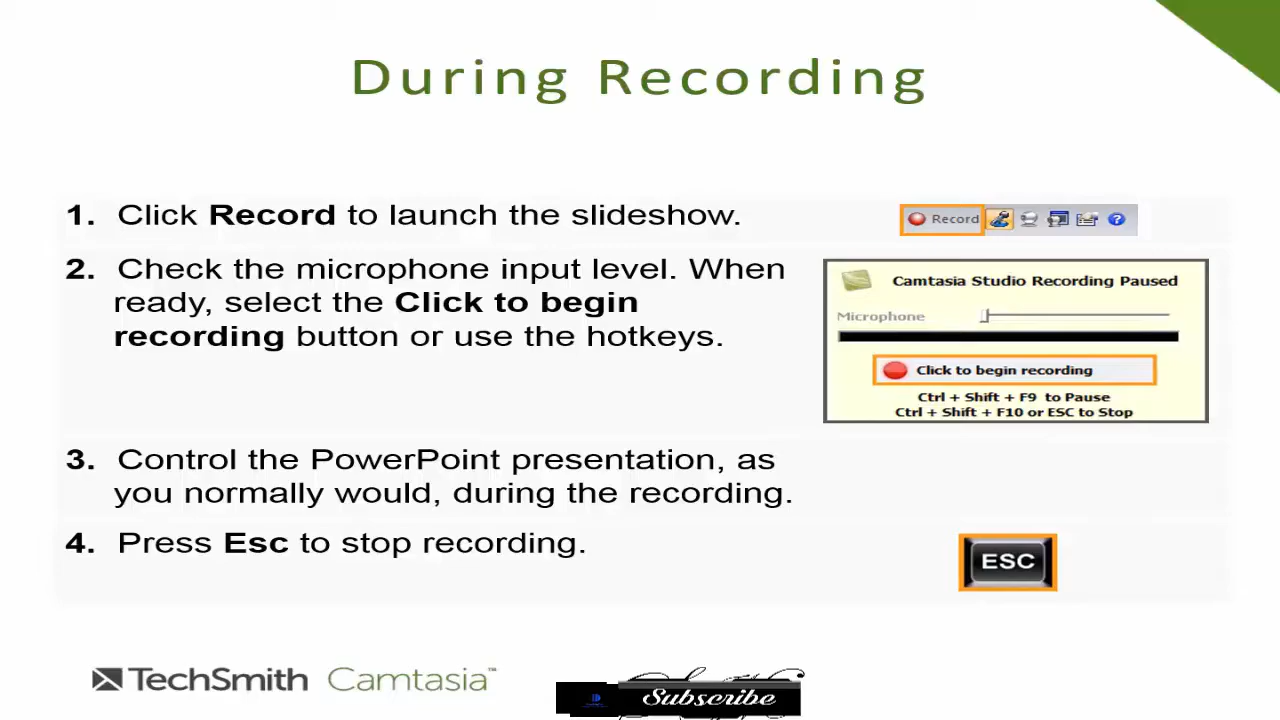 During Recording
1. Click Record to launch the slideshow.
Record
2. Check the microphone input level. When
ready, select the Click to begin
recording button or use the hotkeys.
Camtasia Studio Recording Paused
Microphone
Click to begin recording
Ctrl + Shift + F9 to Pause
Ctrl + Shift + F10 or ESC to Stop
3. Control the PowerPoint presentation, as
you normally would, during the recording.
4. Press Esc to stop recording.
ESC
TechSmith Camtasia™
Subscribe